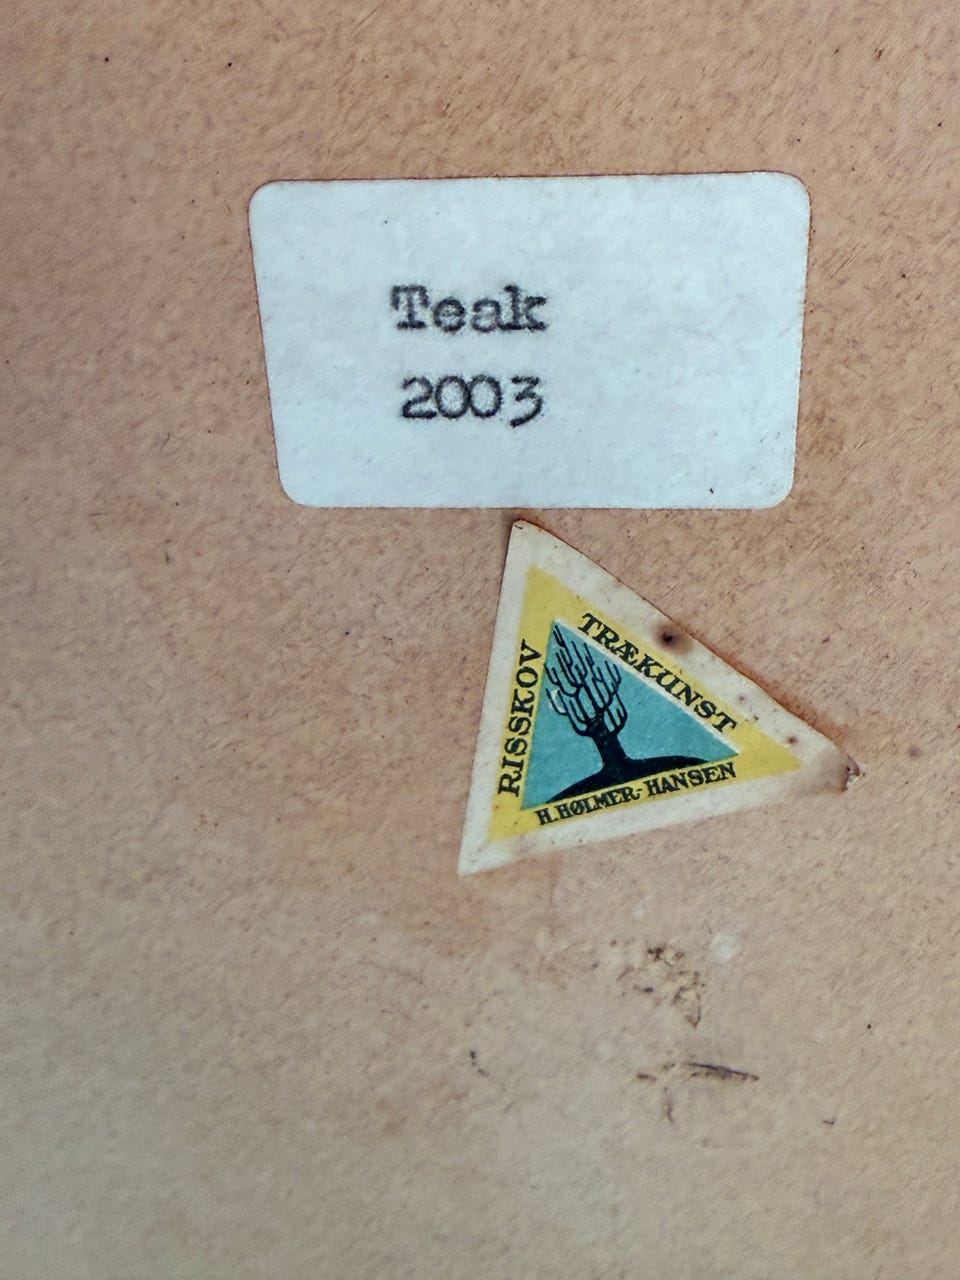 Teak
2003
RISSKOV
TRÆKUNST
H. HØLMER-HANSEN